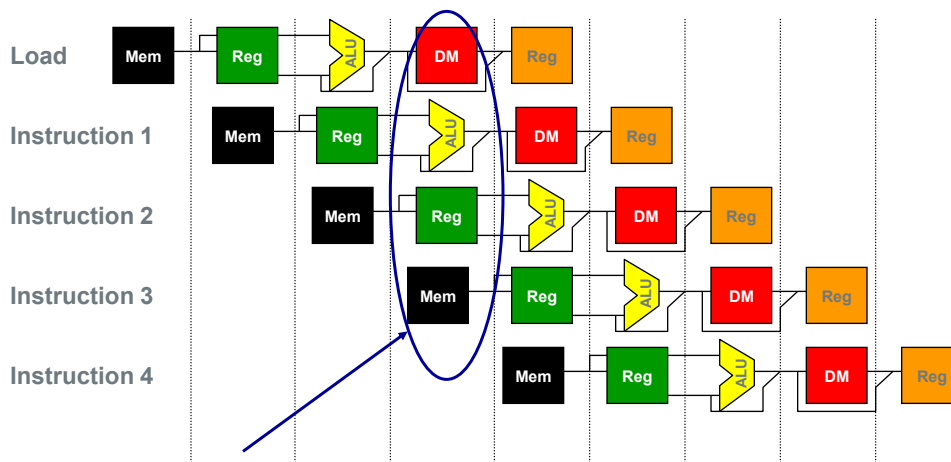 Load Mem Reg ALU DM Reg
Instruction 1 Mem Reg ALU DM Reg
Instruction 2 Mem Reg ALU DM Reg
Instruction 3 Mem Reg ALU DM Reg
Instruction 4 Mem Reg ALU DM Reg